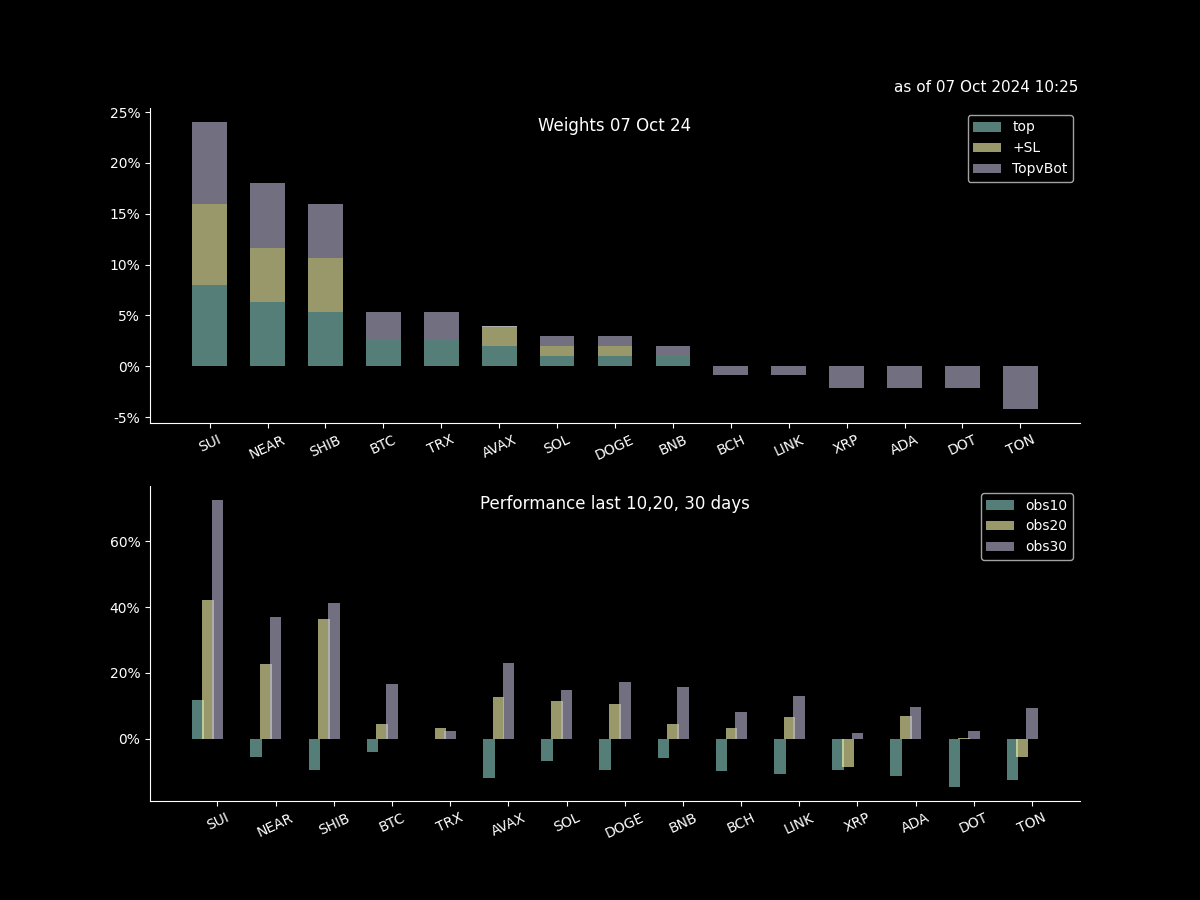 as of 07 Oct 2024 10:25
Weights 07 Oct 24
top
+SL
TopvBot
25%
20%
15%
10%
5%
0%
-5%
SUI NEAR SHIB BTC TRX AVAX SOL DOGE BNB BCH LINK XRP ADA DOT TON
Performance last 10,20, 30 days
obs10
obs20
obs30
60%
40%
20%
0%
SUI NEAR SHIB BTC TRX AVAX SOL DOGE BNB BCH LINK XRP ADA DOT TON